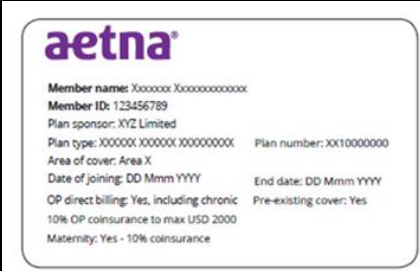 aetna®
Member name: Xxxxxxx Xxxxxxxxxxxxx
Member ID: 123456789
Plan sponsor: XYZ Limited
Plan type: XXXXXX XXXXXX XXXXXXXXX Plan number: XX10000000
Area of cover: Area X
Date of joining: DD Mmm YYYY End date: DD Mmm YYYY
OP direct billing: Yes, including chronic Pre-existing cover: Yes
10% OP coinsurance to max USD 2000
Maternity: Yes - 10% coinsurance